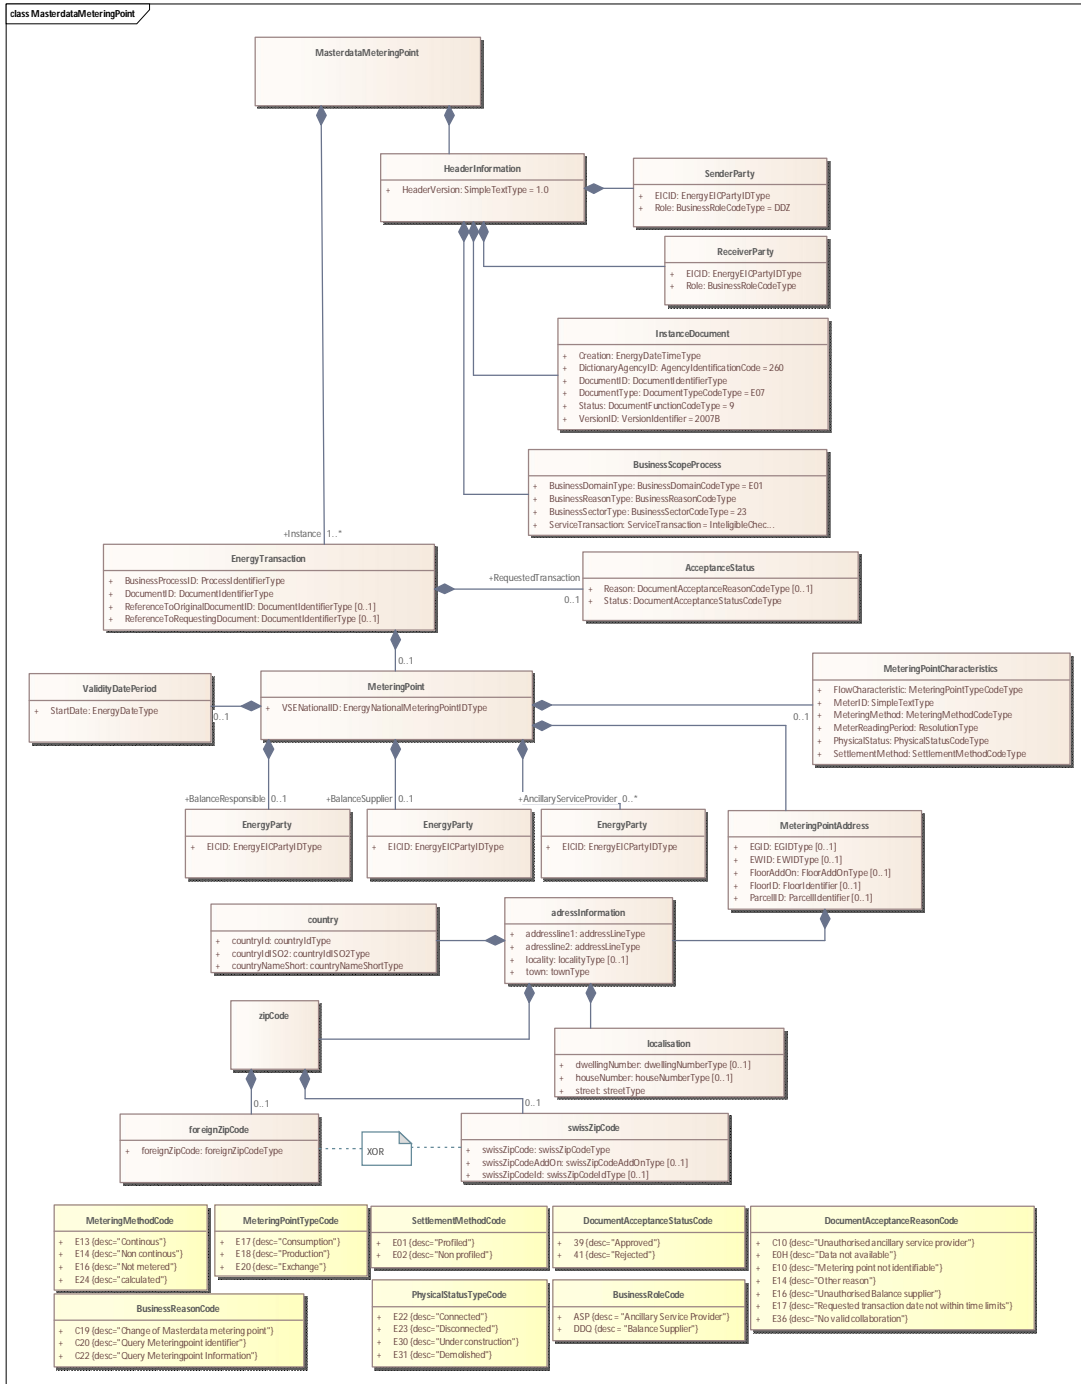 class MasterdataMeteringPoint
MasterdataMeteringPoint
HeaderInformation
+ HeaderVersion: SimpleTextType = 1.0
SenderParty
+ EICID: EnergyEICPartyIDType
+ Role: BusinessRoleCodeType = DDZ
ReceiverParty
+ EICID: EnergyEICPartyIDType
+ Role: BusinessRoleCodeType
InstanceDocument
+ Creation: EnergyDateTimeType
+ DictionaryAgencyID: AgencyIdentificationCode = 260
+ DocumentID: DocumentIdentifierType
+ DocumentType: DocumentTypeCodeType = E07
+ Status: DocumentFunctionCodeType = 9
+ VersionID: VersionIdentifier = 2007B
BusinessScopeProcess
+ BusinessDomainType: BusinessDomainCodeType = E01
+ BusinessReasonType: BusinessReasonCodeType
+ BusinessSectorType: BusinessSectorCodeType = 23
+ ServiceTransaction: ServiceTransaction = InteligibleChec...
+Instance 1..*
EnergyTransaction
+ BusinessProcessID: ProcessIdentifierType
+ DocumentID: DocumentIdentifierType
+ ReferenceToOriginalDocumentID: DocumentIdentifierType [0..1]
+ ReferenceToRequestingDocument: DocumentIdentifierType [0..1]
+RequestedTransaction
0..1
AcceptanceStatus
+ Reason: DocumentAcceptanceReasonCodeType [0..1]
+ Status: DocumentAcceptanceStatusCodeType
0..1
ValidityDatePeriod
+ StartDate: EnergyDateType
0..1
MeteringPoint
+ VSENationalID: EnergyNationalMeteringPointIDType
0..1
MeteringPointCharacteristics
+ FlowCharacteristic: MeteringPointTypeCodeType
+ MeterID: SimpleTextType
+ MeteringMethod: MeteringMethodCodeType
+ MeterReadingPeriod: ResolutionType
+ PhysicalStatus: PhysicalStatusCodeType
+ SettlementMethod: SettlementMethodCodeType
+BalanceResponsible 0..1
+BalanceSupplier 0..1
+AncillaryServiceProvider 0..*
EnergyParty
+ EICID: EnergyEICPartyIDType
EnergyParty
+ EICID: EnergyEICPartyIDType
EnergyParty
+ EICID: EnergyEICPartyIDType
MeteringPointAddress
+ EGID: EGIDType [0..1]
+ EWID: EWIDType [0..1]
+ FloorAddOn: FloorAddOnType [0..1]
+ FloorID: FloorIdentifier [0..1]
+ ParcellID: ParcellIdentifier [0..1]
country
+ countryId: countryIdType
+ countryIdISO2: countryIdISO2Type
+ countryNameShort: countryNameShortType
adressInformation
+ addressline1: addressLineType
+ adressline2: addressLineType
+ locality: localityType [0..1]
+ town: townType
zipCode
localisation
+ dwellingNumber: dwellingNumberType [0..1]
+ houseNumber: houseNumberType [0..1]
+ street: streetType
0..1
0..1
foreignZipCode
+ foreignZipCode: foreignZipCodeType
XOR
swissZipCode
+ swissZipCode: swissZipCodeType
+ swissZipCodeAddOn: swissZipCodeAddOnType [0..1]
+ swissZipCodeId: swissZipCodeIdType [0..1]
MeteringMethodCode
+ E13 {desc="Continous"}
+ E14 {desc="Non continous"}
+ E16 {desc="Not metered"}
+ E24 {desc="calculated"}
MeteringPointTypeCode
+ E17 {desc="Consumption"}
+ E18 {desc="Production"}
+ E20 {desc="Exchange"}
SettlementMethodCode
+ E01 {desc="Profiled"}
+ E02 {desc="Non profiled"}
DocumentAcceptanceStatusCode
+ 39 {desc="Approved"}
+ 41 {desc="Rejected"}
DocumentAcceptanceReasonCode
+ C10 {desc="Unauthorised ancillary service provider"}
+ E0H {desc="Data not available"}
+ E10 {desc="Metering point not identifiable"}
+ E14 {desc="Other reason"}
+ E16 {desc="Unauthorised Balance supplier"}
+ E17 {desc="Requested transaction date not within time limits"}
+ E36 {desc="No valid collaboration"}
BusinessReasonCode
+ C19 {desc="Change of Masterdata metering point"}
+ C20 {desc="Query Meteringpoint identifier"}
+ C22 {desc="Query Meteringpoint Information"}
PhysicalStatusTypeCode
+ E22 {desc="Connected"}
+ E23 {desc="Disconnected"}
+ E30 {desc="Under construction"}
+ E31 {desc="Demolished"}
BusinessRoleCode
+ ASP {desc= "Ancillary Service Provider"}
+ DDQ {desc= "Balance Supplier"}